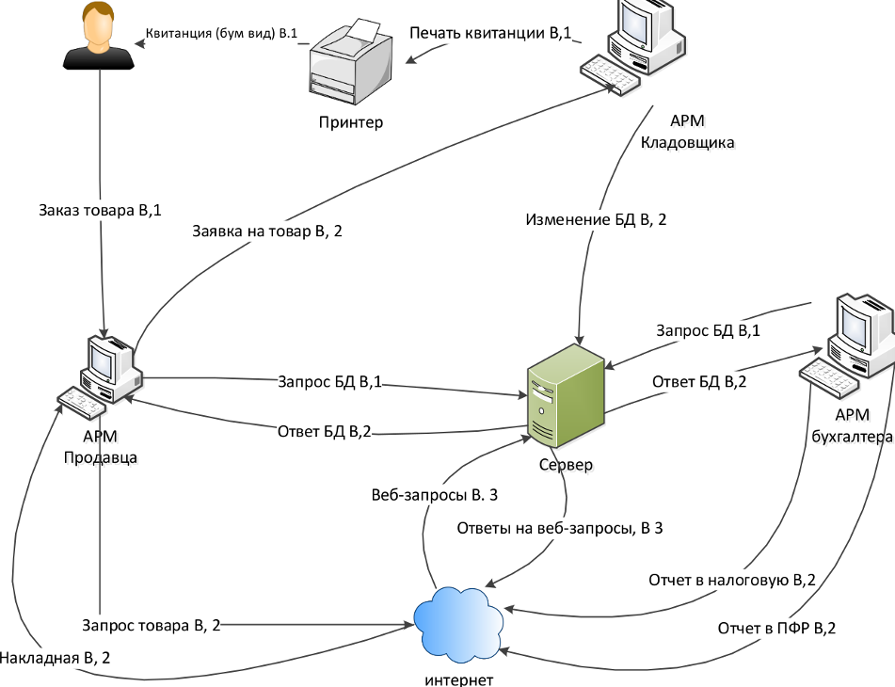 Квитанция (бум вид) В.1
Печать квитанции В,1
Принтер
АРМ
Кладовщика
Заказ товара В,1
Заявка на товар В, 2
Изменение БД В, 2
Запрос БД В,1
Запрос БД В,1
Ответ БД В,2
АРМ
бухгалтера
Ответ БД В,2
АРМ
Продавца
Сервер
Веб-запросы В. 3
Ответы на веб-запросы, В 3
Отчет в налоговую В,2
Запрос товара В, 2
Отчет в ПФР В,2
Накладная В, 2
интернет